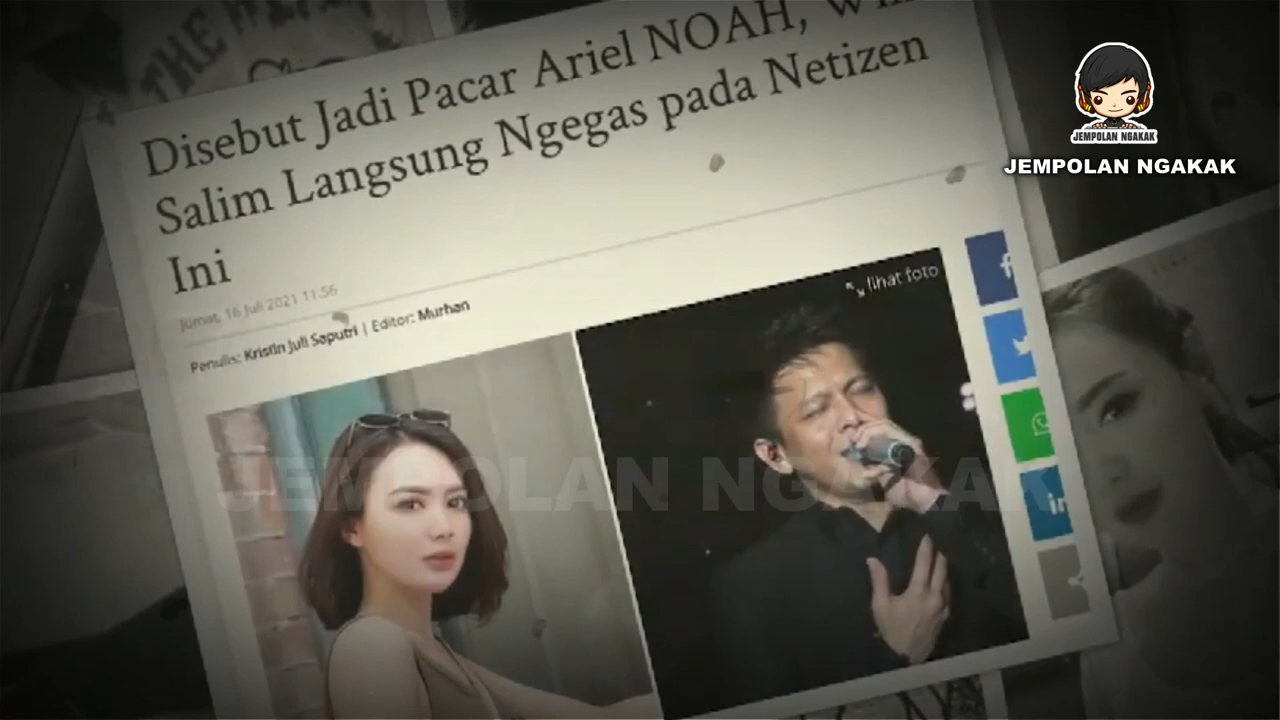 Disebut Jadi Pacar Ariel NOAH,
Salim Langsung Ngegas pada Netizen
Ini
Jumat, 16 Juli 2021 11:56
Penulis: Kristin Juli Saputri | Editor: Murhan
lihat foto
JEMPOLAN NGAKAK
JEMPOLAN NGAKAK
JEMPOLAN NGAKAK